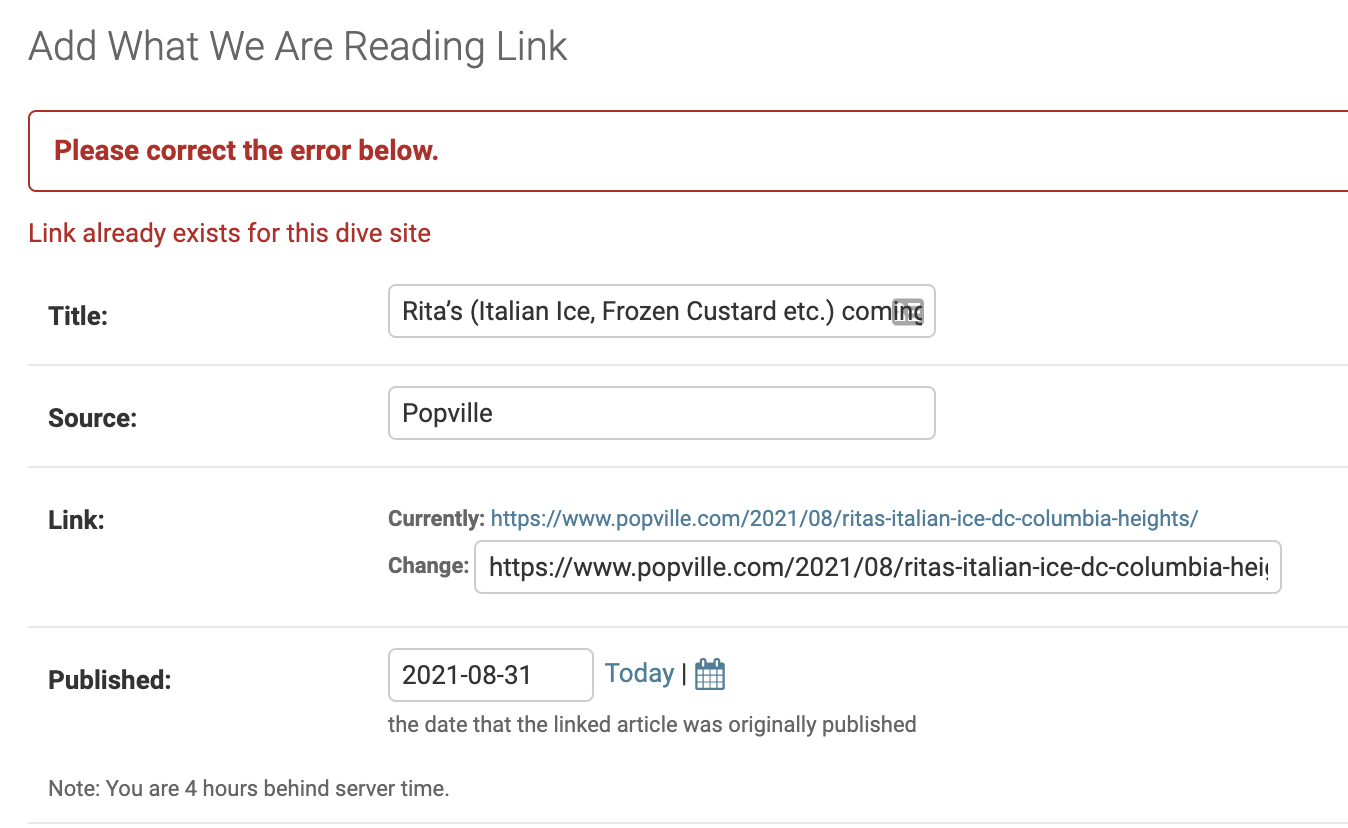 Add What We Are Reading Link
Please correct the error below.
Link already exists for this dive site
Title:
Rita’s (Italian Ice, Frozen Custard etc.) coming
Source:
Popville
Link:
Currently: https://www.popville.com/2021/08/ritas-italian-ice-dc-columbia-heights/
Change: https://www.popville.com/2021/08/ritas-italian-ice-dc-columbia-heig
Published:
2021-08-31 Today |
the date that the linked article was originally published
Note: You are 4 hours behind server time.